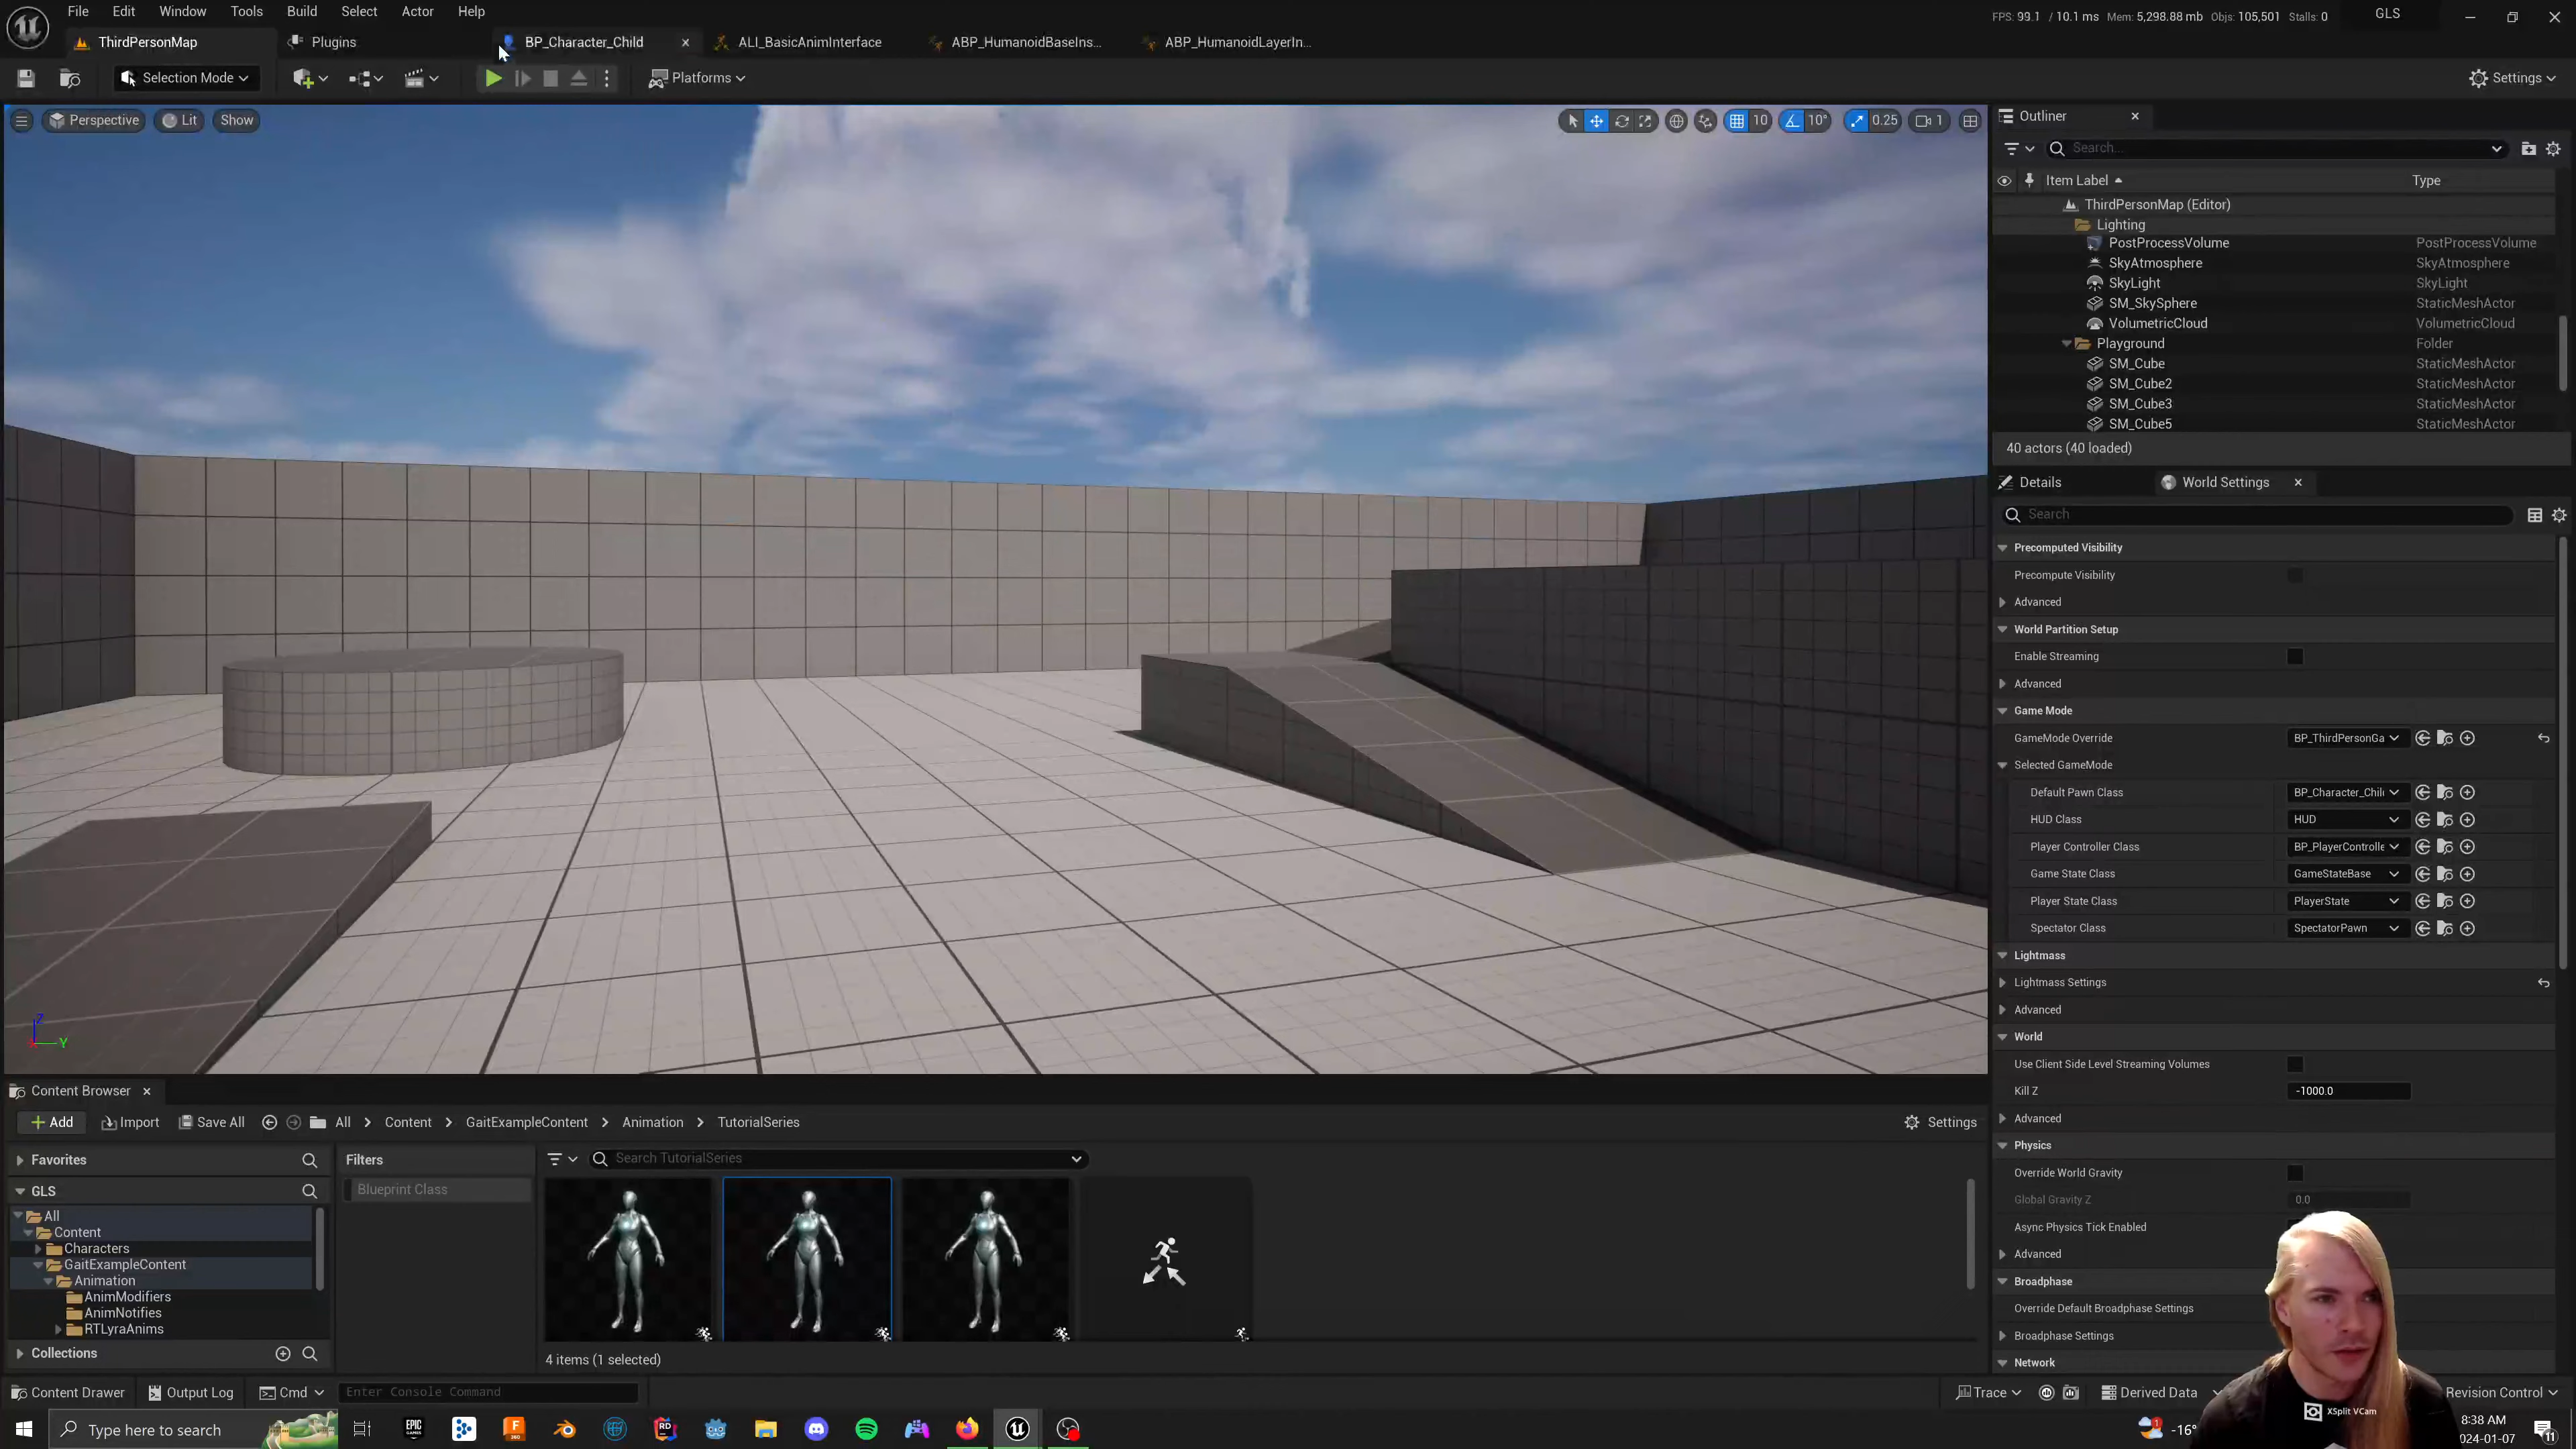 File Edit Window Tools Build Select Actor Help
FPS: 99.1 / 10.1 ms Mem: 5,298.88 mb Objs: 105,501 Stalls: 0 GLS
ThirdPersonMap Plugins BP_Character_Child ALI_BasicAnimInterface ABP_HumanoidBaseIns... ABP_HumanoidLayerIn...
Selection Mode Platforms Settings
Perspective Lit Show 10 10° 0.25 1
Outliner
Search...
Item Label Type
ThirdPersonMap (Editor)
Lighting
PostProcessVolume PostProcessVolume
SkyAtmosphere SkyAtmosphere
SkyLight SkyLight
SM_SkySphere StaticMeshActor
VolumetricCloud VolumetricCloud
Playground Folder
SM_Cube StaticMeshActor
SM_Cube2 StaticMeshActor
SM_Cube3 StaticMeshActor
SM_Cube5 StaticMeshActor
40 actors (40 loaded)
Details World Settings
Search
Precomputed Visibility
Precompute Visibility
Advanced
World Partition Setup
Enable Streaming
Advanced
Game Mode
GameMode Override BP_ThirdPersonGa
Selected GameMode
Default Pawn Class BP_Character_Chil
HUD Class HUD
Player Controller Class BP_PlayerControlle
Game State Class GameStateBase
Player State Class PlayerState
Spectator Class SpectatorPawn
Lightmass
Lightmass Settings
Advanced
World
Use Client Side Level Streaming Volumes
Kill Z -1000.0
Advanced
Physics
Override World Gravity
Global Gravity Z 0.0
Async Physics Tick Enabled
Advanced
Broadphase
Override Default Broadphase Settings
Broadphase Settings
Network
Z
Y
Content Browser
Add Import Save All All Content GaitExampleContent Animation TutorialSeries Settings
Favorites Filters Search TutorialSeries
GLS Blueprint Class
All
Content
Characters
GaitExampleContent
Animation
AnimModifiers
AnimNotifies
RTLyraAnims
Collections
4 items (1 selected)
Content Drawer Output Log Cmd Enter Console Command Trace Derived Data Revision Control
XSplit VCam
Type here to search
EPIC GAMES
F 360
RD
1
-16°
8:38 AM
024-01-07
11